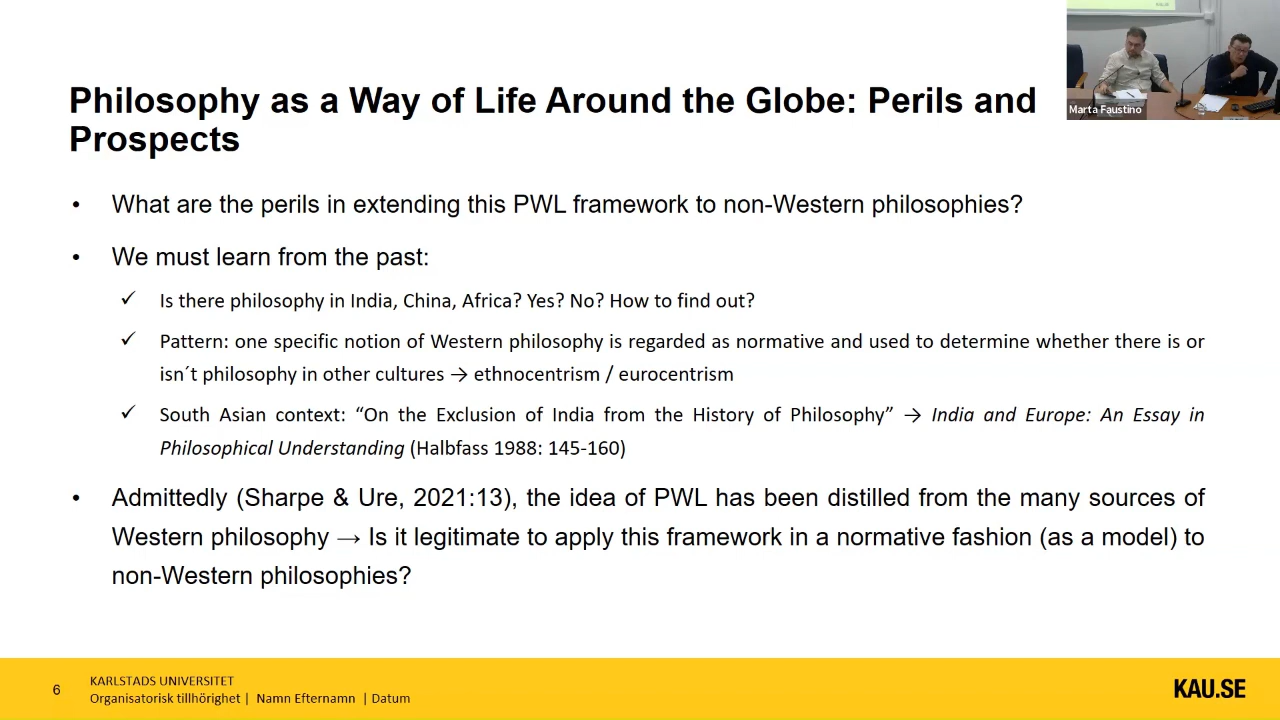 Philosophy as a Way of Life Around the Globe: Perils and
Prospects
Marta Faustino
• What are the perils in extending this PWL framework to non-Western philosophies?
• We must learn from the past:
✓ Is there philosophy in India, China, Africa? Yes? No? How to find out?
✓ Pattern: one specific notion of Western philosophy is regarded as normative and used to determine whether there is or
isn´t philosophy in other cultures → ethnocentrism / eurocentrism
✓ South Asian context: “On the Exclusion of India from the History of Philosophy” → India and Europe: An Essay in
Philosophical Understanding (Halbfass 1988: 145-160)
• Admittedly (Sharpe & Ure, 2021:13), the idea of PWL has been distilled from the many sources of
Western philosophy → Is it legitimate to apply this framework in a normative fashion (as a model) to
non-Western philosophies?
6
KARLSTADS UNIVERSITET
Organisatorisk tillhörighet | Namn Efternamn | Datum
KAU.SE